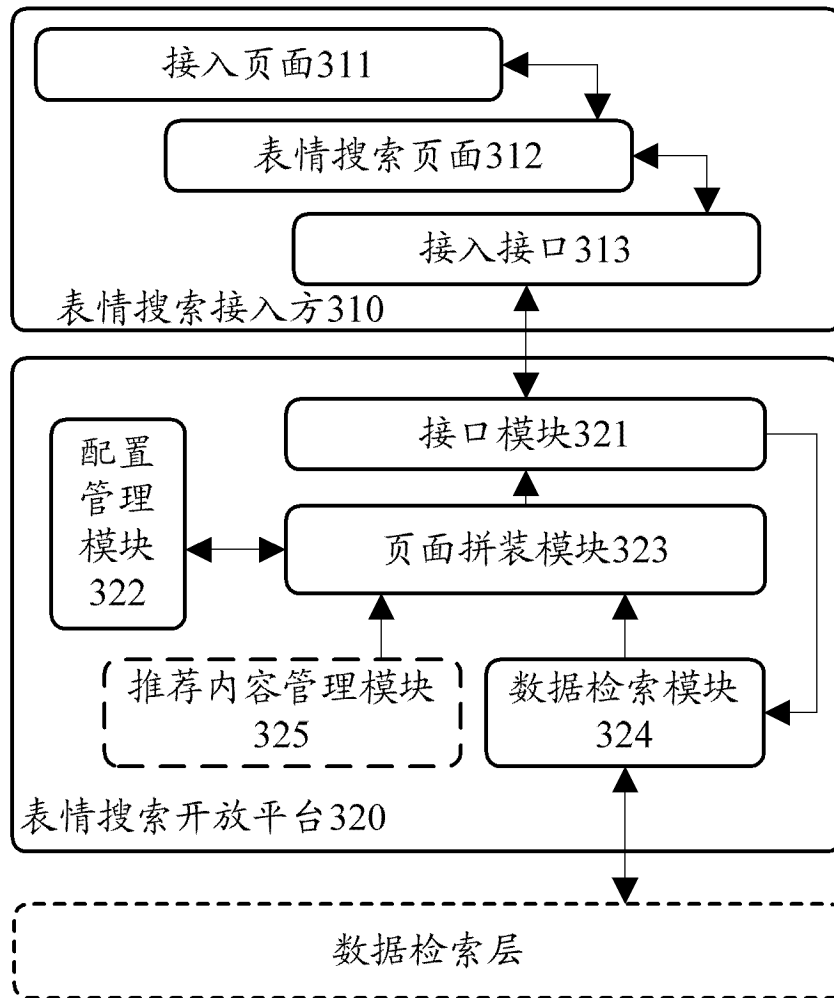 接入页面311
表情搜索页面312
接入接口313
表情搜索接入方310
接口模块321
配置
管理
模块
322
页面拼装模块323
推荐内容管理模块
325
数据检索模块
324
表情搜索开放平台320
数据检索层